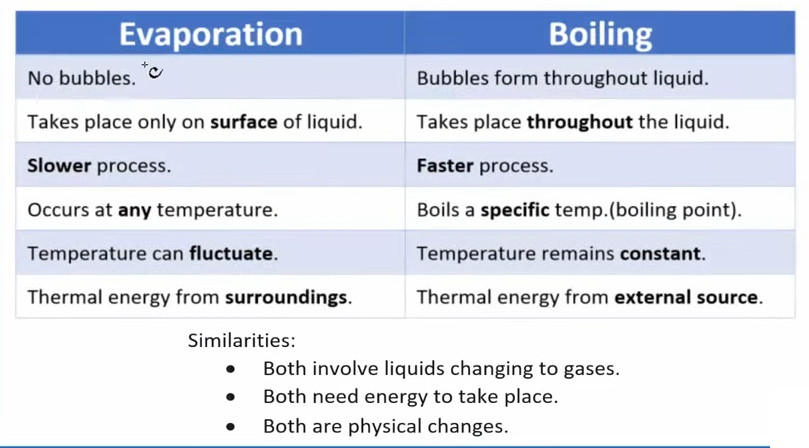 Evaporation Boiling
No bubbles. Bubbles form throughout liquid.
Takes place only on surface of liquid. Takes place throughout the liquid.
Slower process. Faster process.
Occurs at any temperature. Boils a specific temp.(boiling point).
Temperature can fluctuate. Temperature remains constant.
Thermal energy from surroundings. Thermal energy from external source.
Similarities:
● Both involve liquids changing to gases.
● Both need energy to take place.
● Both are physical changes.